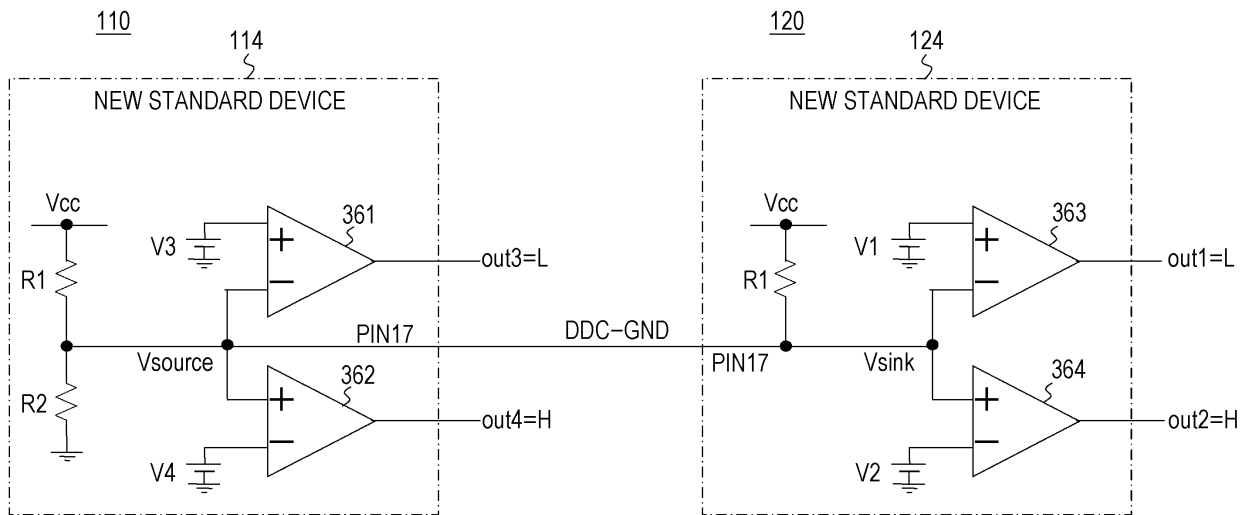 110
120
114
124
NEW STANDARD DEVICE
NEW STANDARD DEVICE
Vcc
R1
R2
V3
+
−
361
out3=L
Vsource
PIN17
DDC−GND
V4
+
−
362
out4=H
Vcc
R1
PIN17
V1
+
−
363
out1=L
Vsink
V2
+
−
364
out2=H